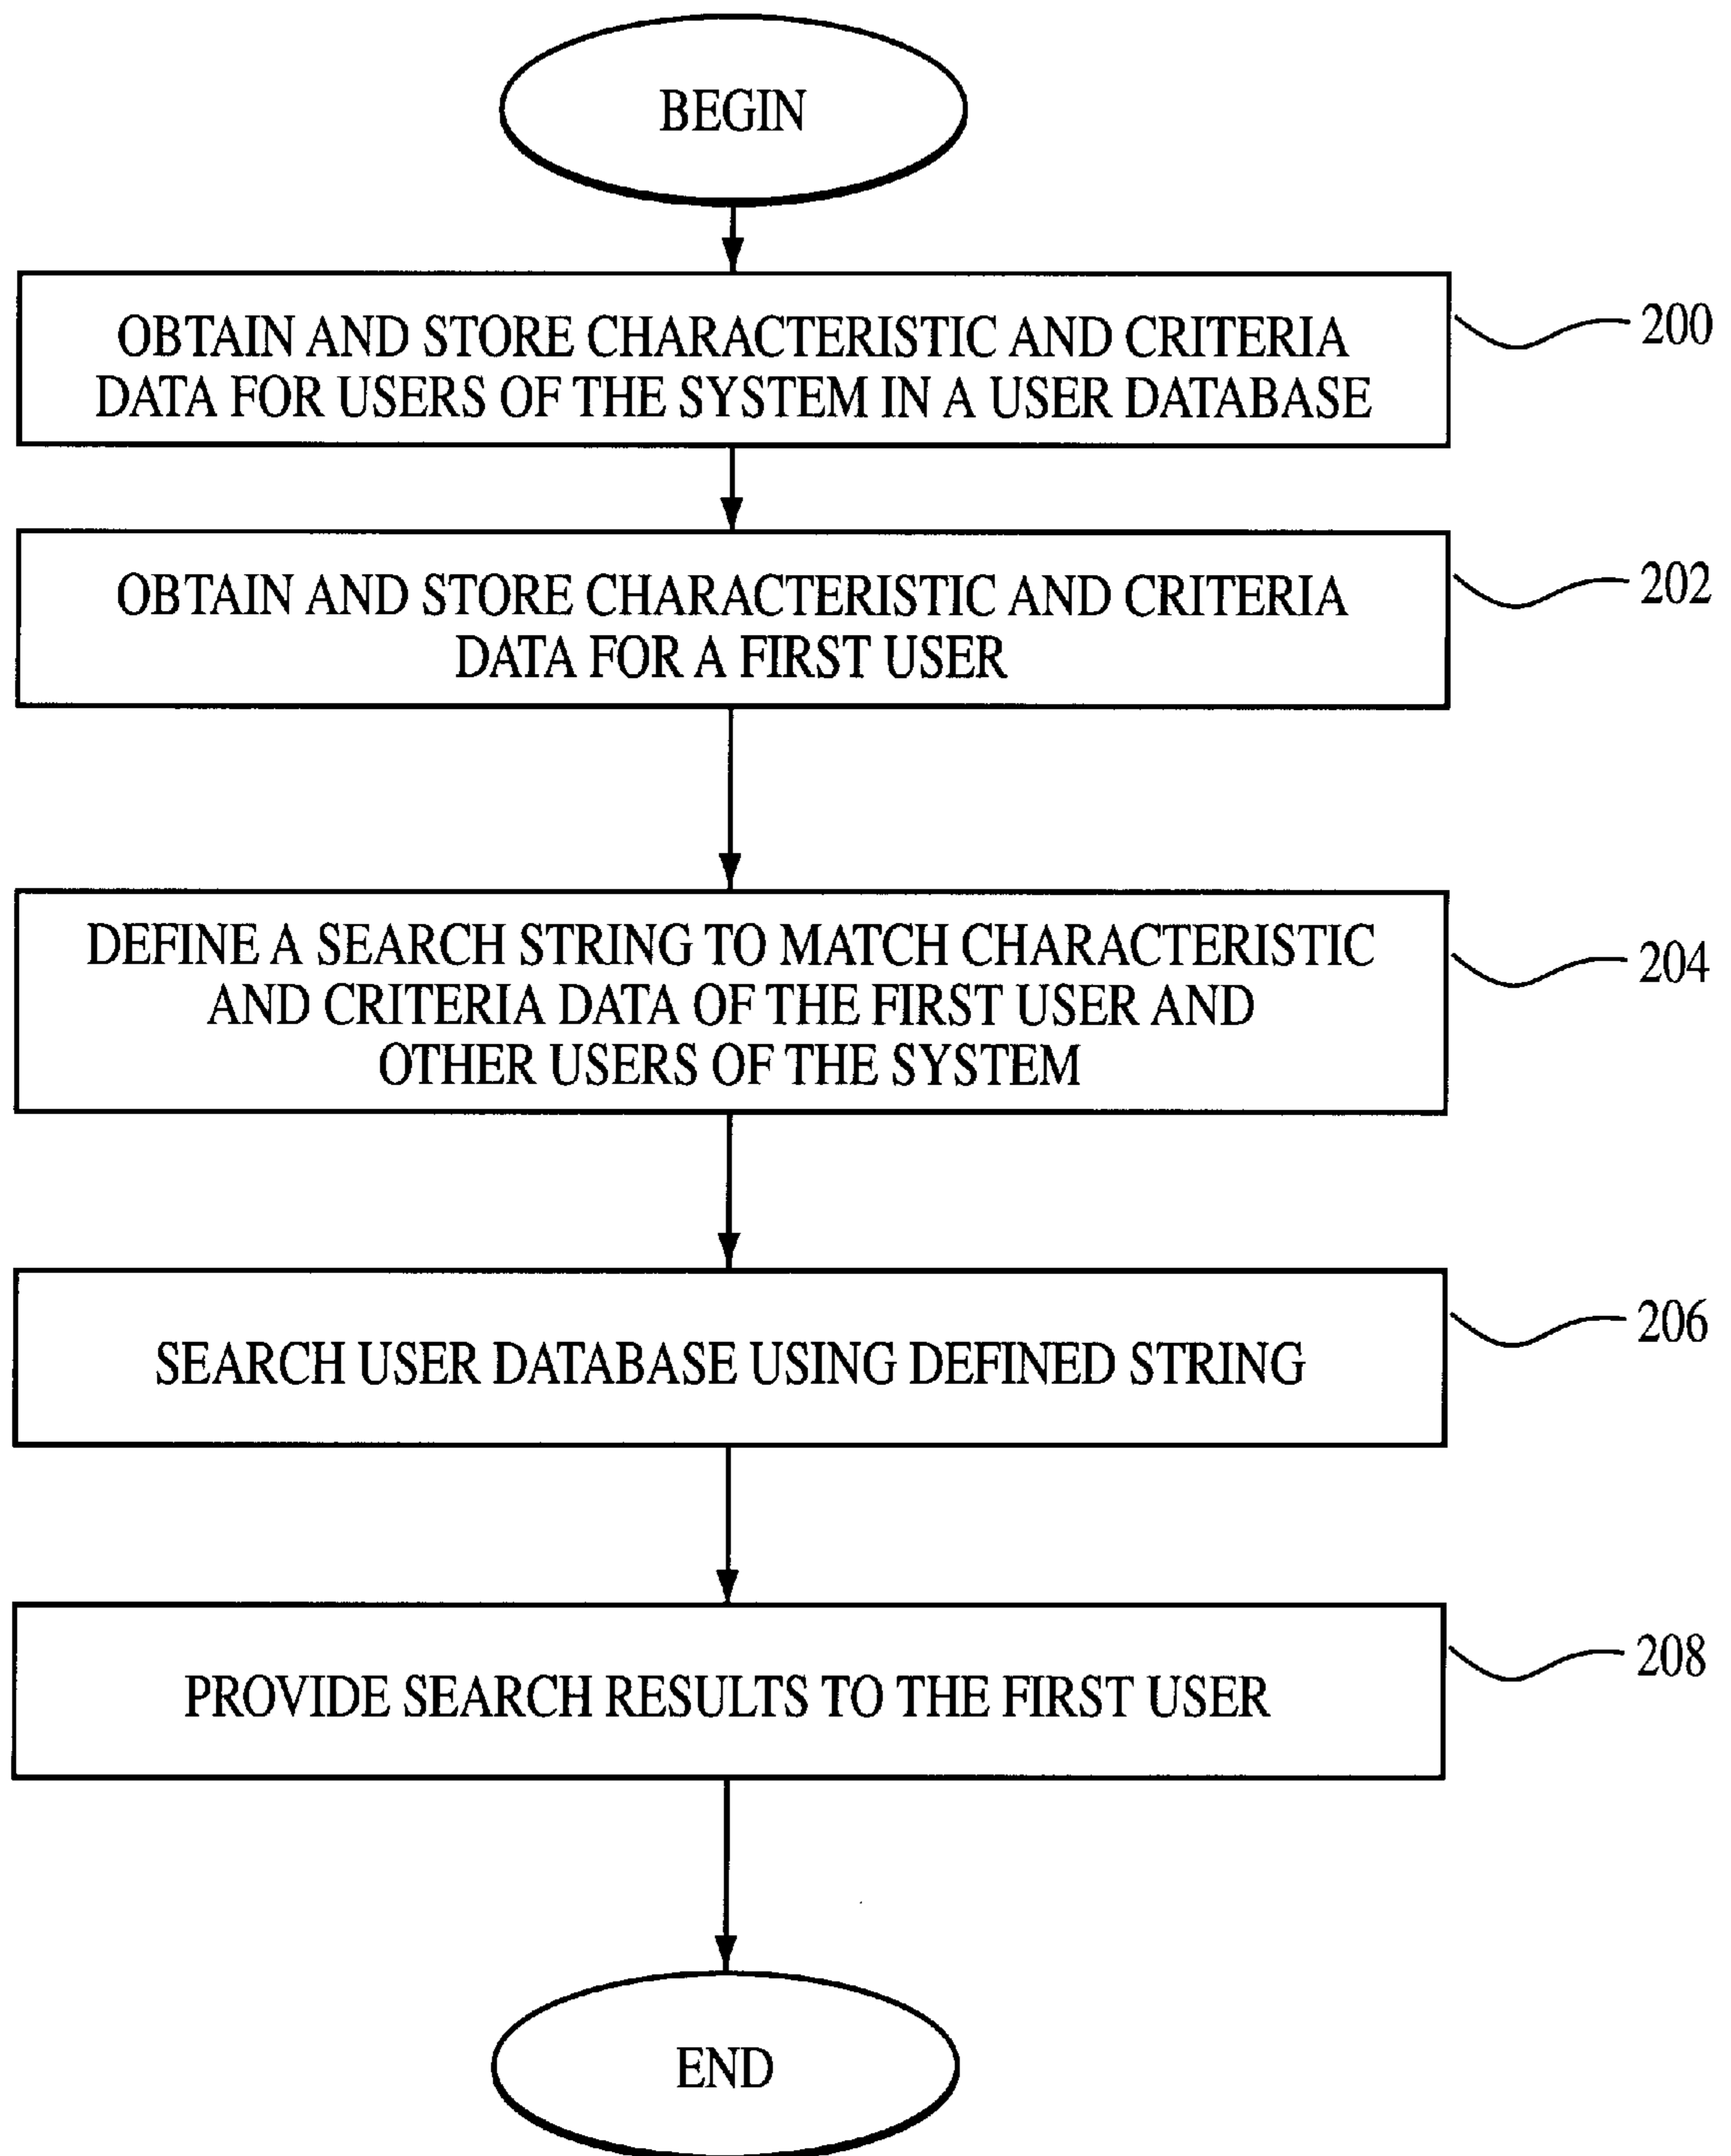 BEGIN
OBTAIN AND STORE CHARACTERISTIC AND CRITERIA
DATA FOR USERS OF THE SYSTEM IN A USER DATABASE
200
OBTAIN AND STORE CHARACTERISTIC AND CRITERIA
DATA FOR A FIRST USER
202
DEFINE A SEARCH STRING TO MATCH CHARACTERISTIC
AND CRITERIA DATA OF THE FIRST USER AND
OTHER USERS OF THE SYSTEM
204
SEARCH USER DATABASE USING DEFINED STRING
206
PROVIDE SEARCH RESULTS TO THE FIRST USER
208
END